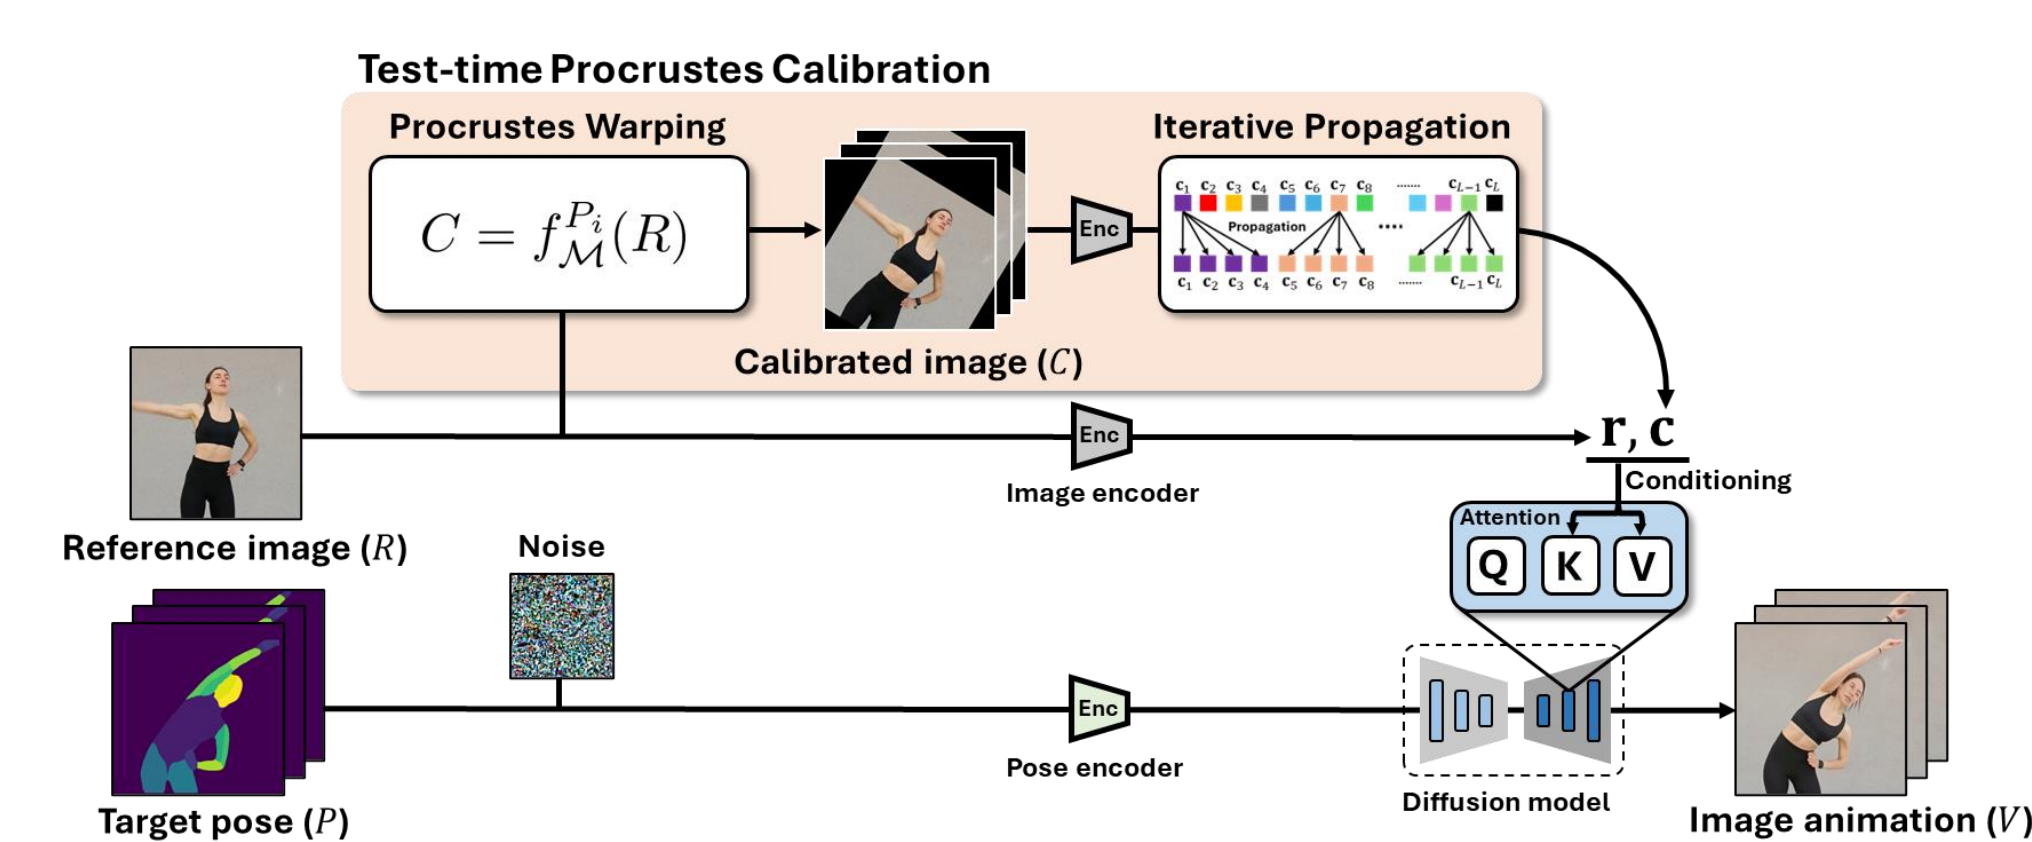 Test-time Procrustes Calibration
Procrustes Warping
Iterative Propagation
C = f_M^{P_i}(R)
Enc
c1 c2 c3 c4 c5 c6 c7 c8 ....... cL−1 cL
Propagation ....
c1 c2 c3 c4 c5 c6 c7 c8 ....... cL−1 cL
Calibrated image (C)
Enc
r, c
Image encoder
Conditioning
Reference image (R)
Noise
Attention
Q K V
Enc
Pose encoder
Diffusion model
Target pose (P)
Image animation (V)